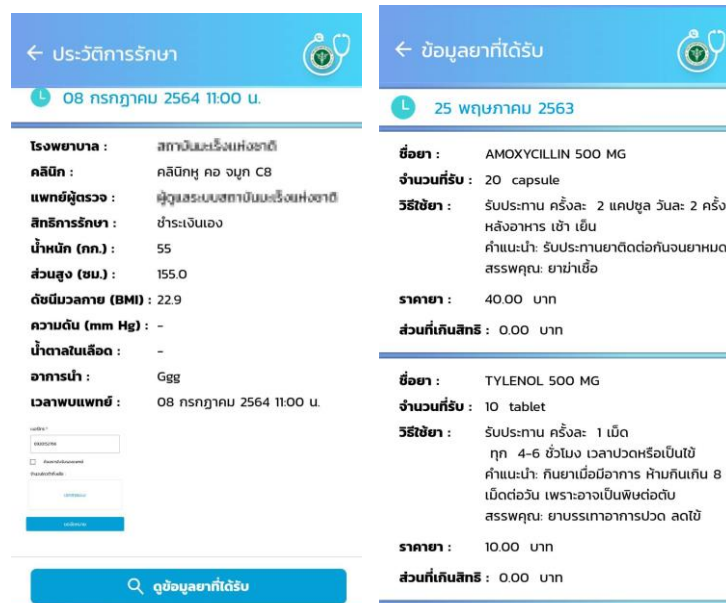 ประวัติการรักษา
08 กรกฎาคม 2564 11:00 น.
โรงพยาบาล : สถาบันมะเร็งแห่งชาติ
คลินิก : คลินิกหู คอ จมูก C8
แพทย์ผู้ตรวจ : ผู้ดูแลระบบสถาบันมะเร็งแห่งชาติ
สิทธิการรักษา : ชำระเงินเอง
น้ำหนัก (กก.) : 55
ส่วนสูง (ซม.) : 155.0
ดัชนีมวลกาย (BMI) : 22.9
ความดัน (mm Hg) : -
น้ำตาลในเลือด : -
อาการนำ : Ggg
เวลาพบแพทย์ : 08 กรกฎาคม 2564 11:00 น.
ดูข้อมูลยาที่ได้รับ
ข้อมูลยาที่ได้รับ
25 พฤษภาคม 2563
ชื่อยา : AMOXYCILLIN 500 MG
จำนวนที่รับ : 20 capsule
วิธีใช้ยา : รับประทาน ครั้งละ 2 แคปซูล วันละ 2 ครั้ง
หลังอาหาร เช้า เย็น
คำแนะนำ: รับประทานยาติดต่อกันจนยาหมด
สรรพคุณ: ยาฆ่าเชื้อ
ราคายา : 40.00 บาท
ส่วนที่เกินสิทธิ : 0.00 บาท
ชื่อยา : TYLENOL 500 MG
จำนวนที่รับ : 10 tablet
วิธีใช้ยา : รับประทาน ครั้งละ 1 เม็ด
ทุก 4-6 ชั่วโมง เวลาปวดหรือเป็นไข้
คำแนะนำ: กินยาเมื่อมีอาการ ห้ามกินเกิน 8
เม็ดต่อวัน เพราะอาจเป็นพิษต่อตับ
สรรพคุณ: ยาบรรเทาอาการปวด ลดไข้
ราคายา : 10.00 บาท
ส่วนที่เกินสิทธิ : 0.00 บาท